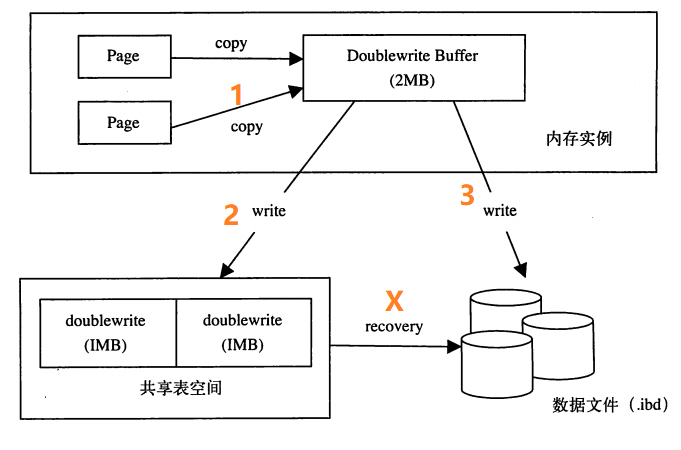 Page
copy
Doublewrite Buffer
(2MB)
1
Page
copy
内存实例
2
write
3
write
doublewrite
(IMB)
doublewrite
(IMB)
X
recovery
共享表空间
数据文件（.ibd）